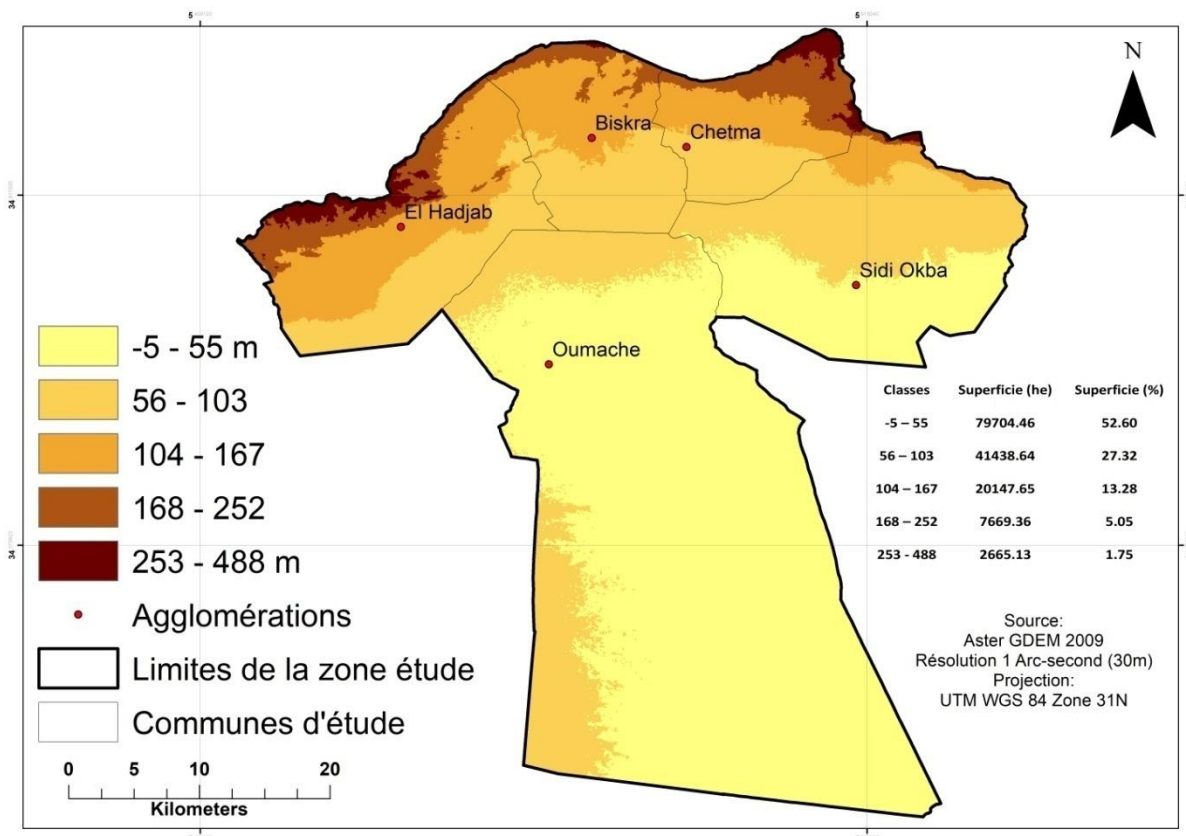 N
Biskra
Chetma
El Hadjab
Sidi Okba
Oumache
-5 - 55 m
56 - 103
104 - 167
168 - 252
253 - 488 m
Agglomérations
Limites de la zone étude
Communes d'étude
0 5 10 20
Kilometers
Classes Superficie (he) Superficie (%)
-5 – 55 79704.46 52.60
56 – 103 41438.64 27.32
104 – 167 20147.65 13.28
168 – 252 7669.36 5.05
253 - 488 2665.13 1.75
Source:
Aster GDEM 2009
Résolution 1 Arc-second (30m)
Projection:
UTM WGS 84 Zone 31N